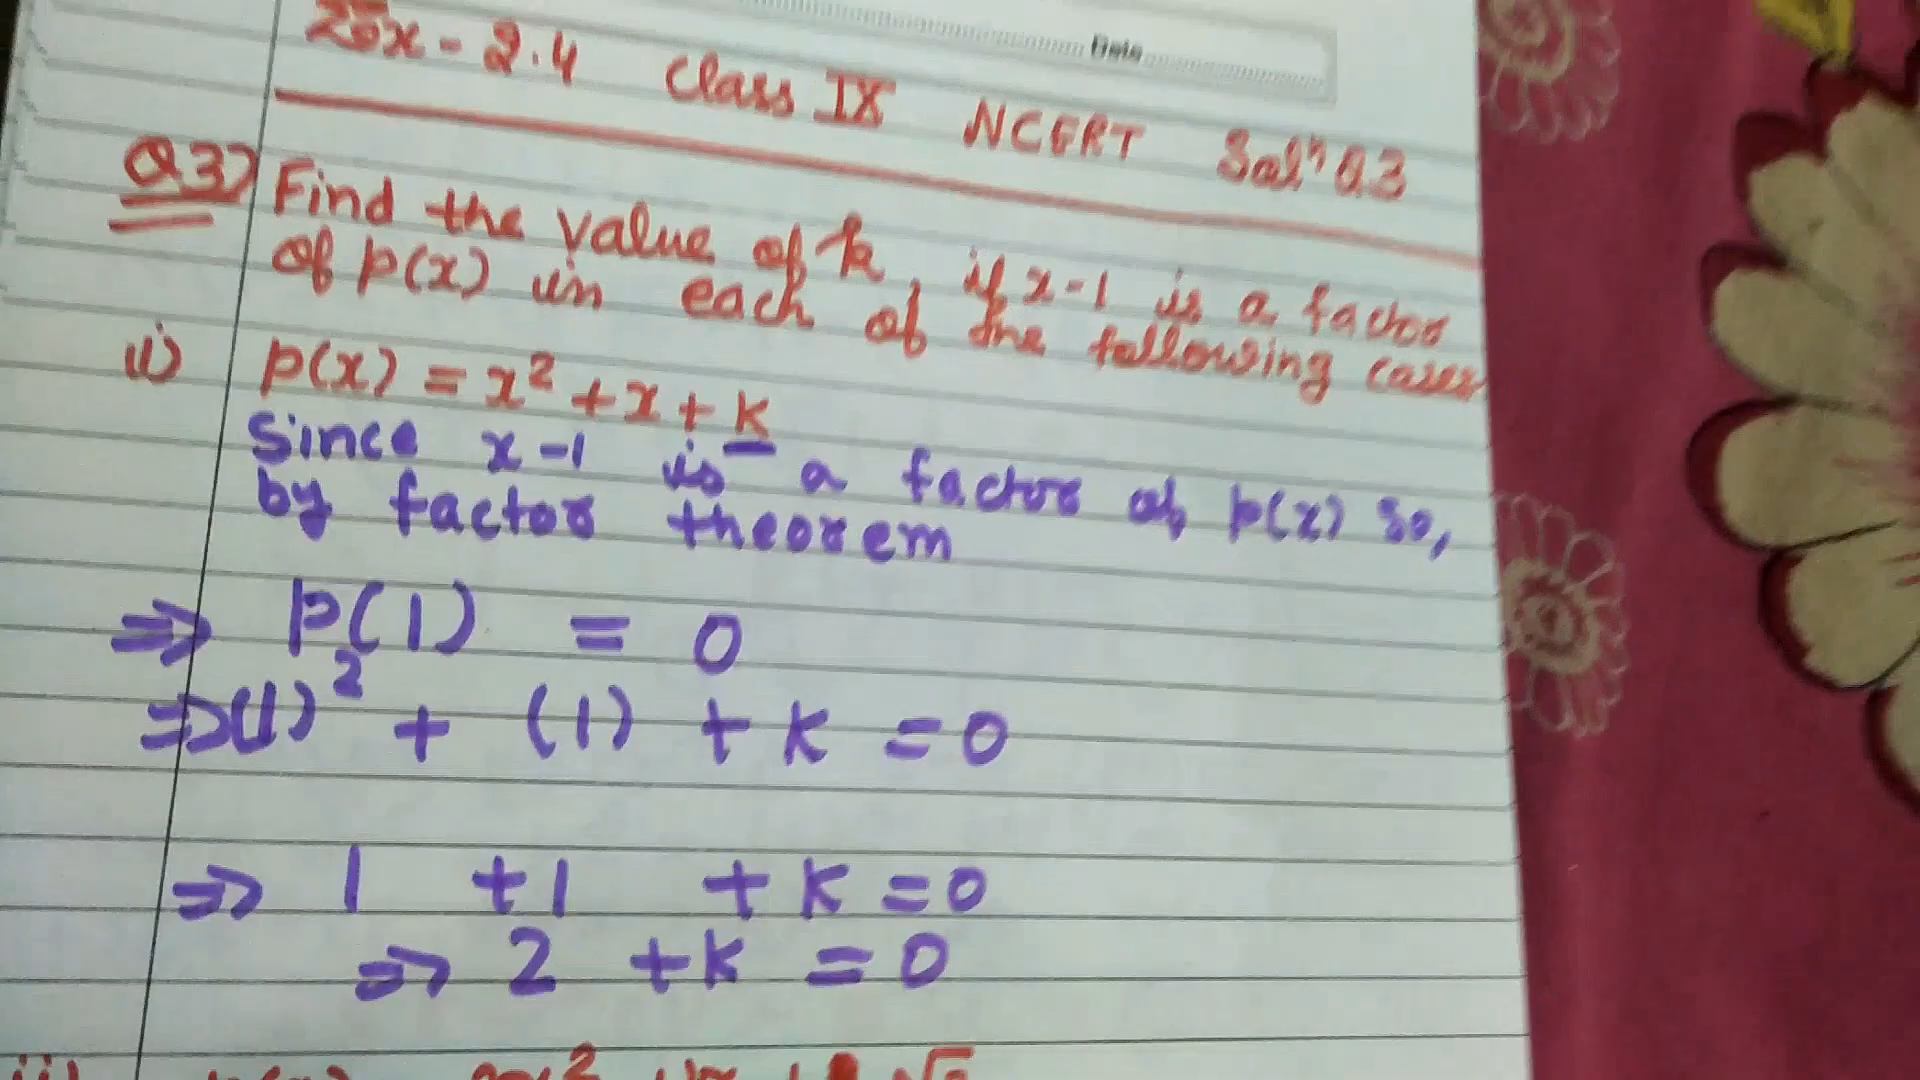 Date
Ex - 2.4 Class IX NCERT Solⁿ Q3
Q3) Find the value of k, if x-1 is a factor
of p(x) in each of the following cases
i) p(x) = x² + x + k
Since x-1 is a factor of p(x) so,
by factor theorem
⇒ p(1) = 0
⇒ (1)² + (1) + k = 0
⇒ 1 +1 + k = 0
⇒ 2 + k = 0